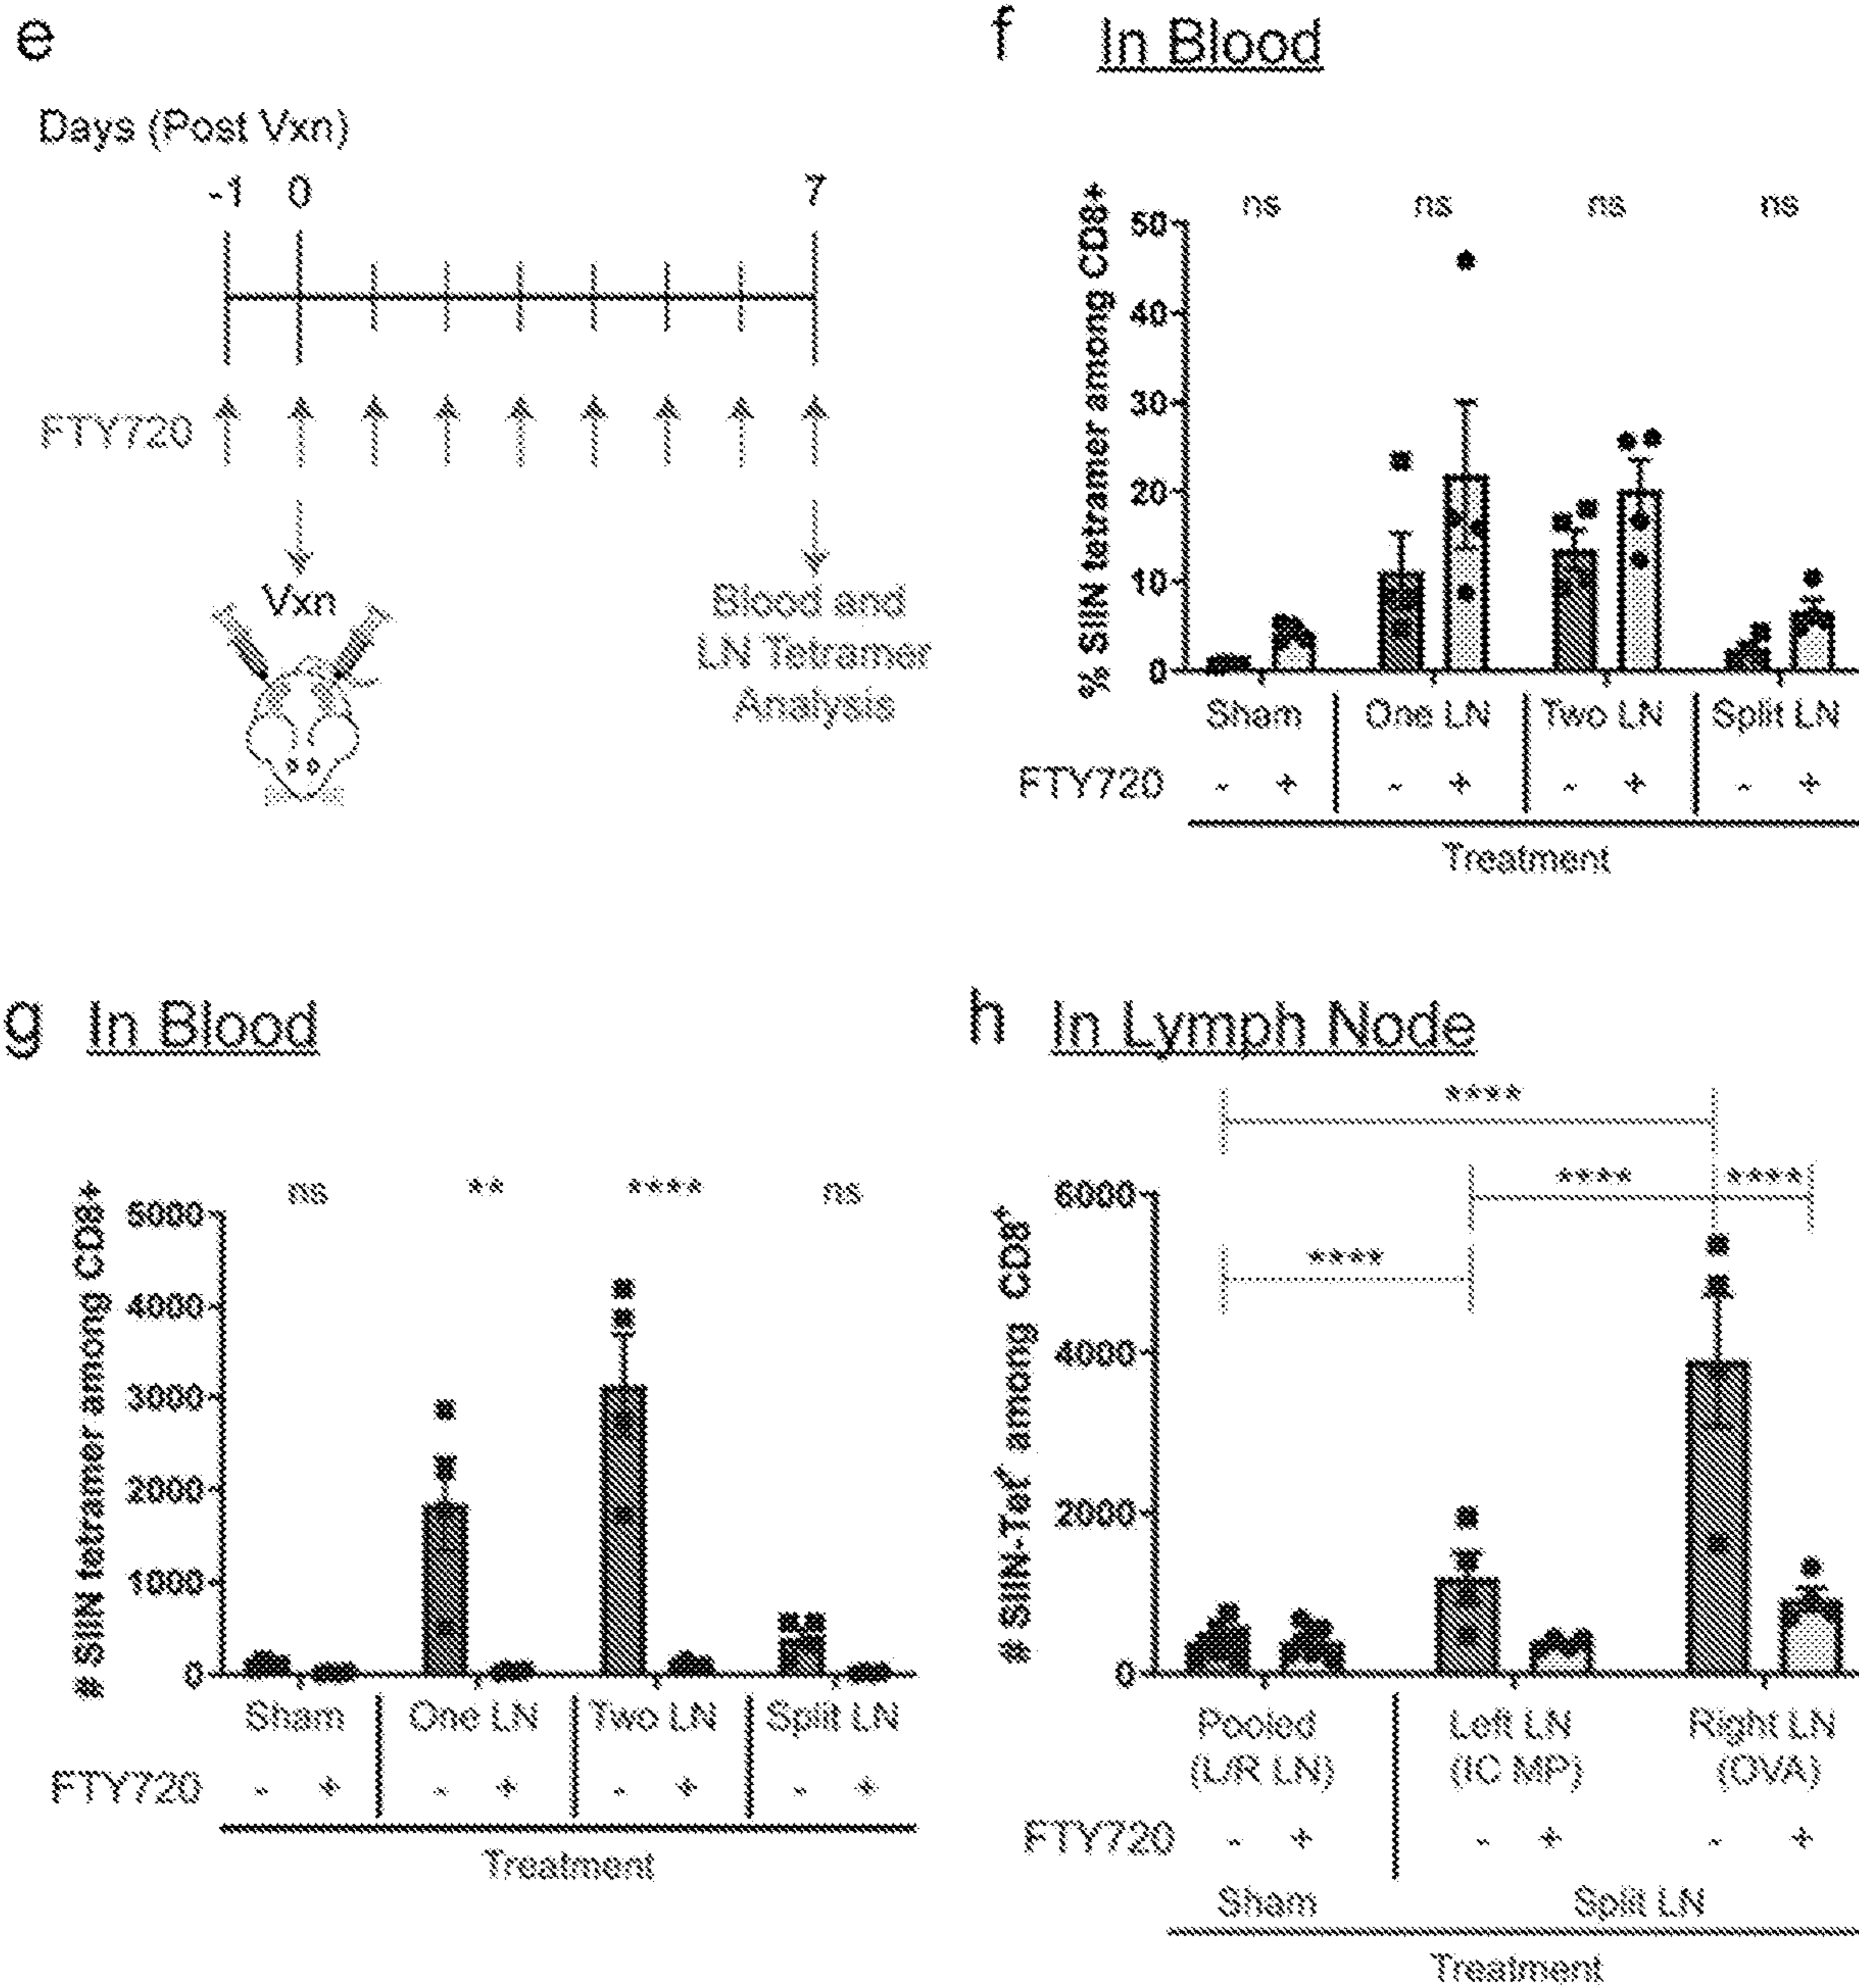 e
Days (Post Vxn)
-1 0 7
FTY720
Vxn
Blood and
LN Tetramer
Analysis
f In Blood
% SIIN tetramer among CD8+
50
40
30
20
10
0
ns ns ns ns
Sham One LN Two LN Split LN
FTY720 - + - + - + - +
Treatment
g In Blood
# SIIN tetramer among CD8+
5000
4000
3000
2000
1000
0
ns ** **** ns
Sham One LN Two LN Split LN
FTY720 - + - + - + - +
Treatment
h In Lymph Node
# SIIN-Tet+ among CD8+
6000
4000
2000
0
****
**** ****
****
Pooled Left LN Right LN
(L/R LN) (IC MP) (OVA)
FTY720 - + - + - +
Sham Split LN
Treatment